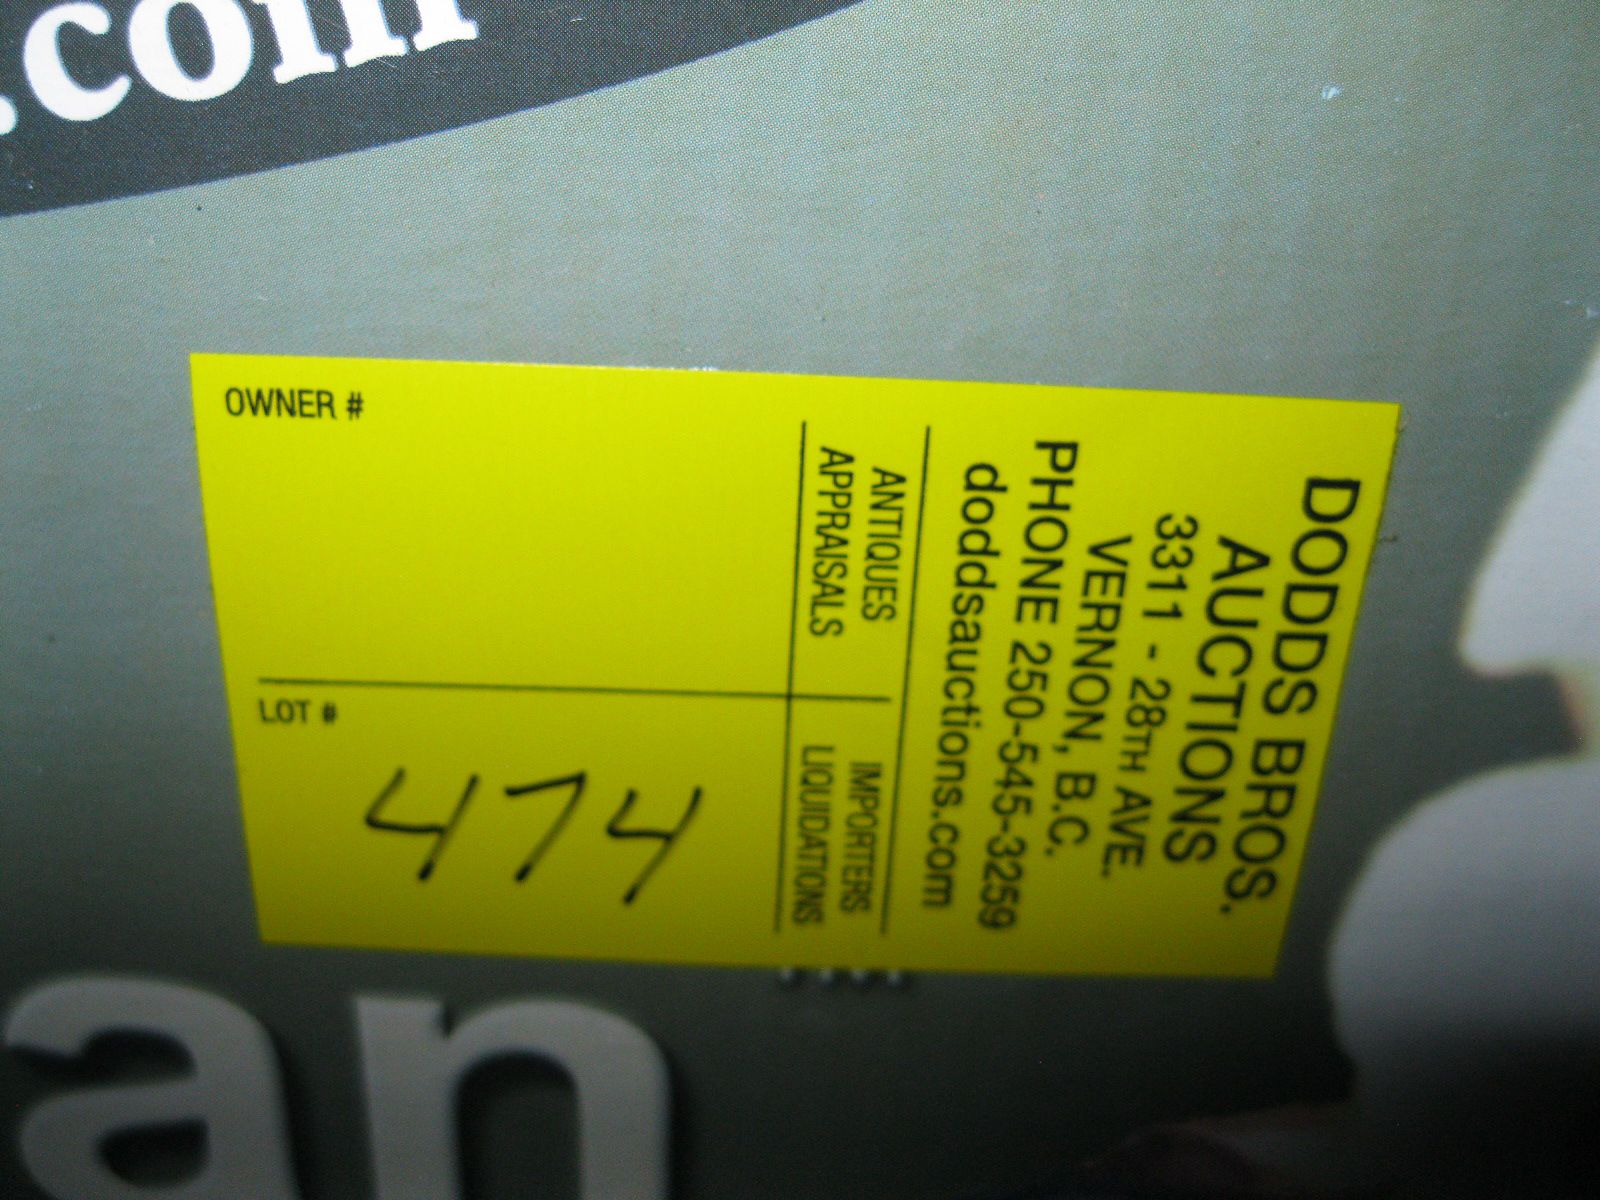 .com
OWNER #
LOT #
474
DODDS BROS.
AUCTIONS
3311 - 28TH AVE.
VERNON, B.C.
PHONE 250-545-3259
doddsauctions.com
ANTIQUES
APPRAISALS
IMPORTERS
LIQUIDATIONS
an